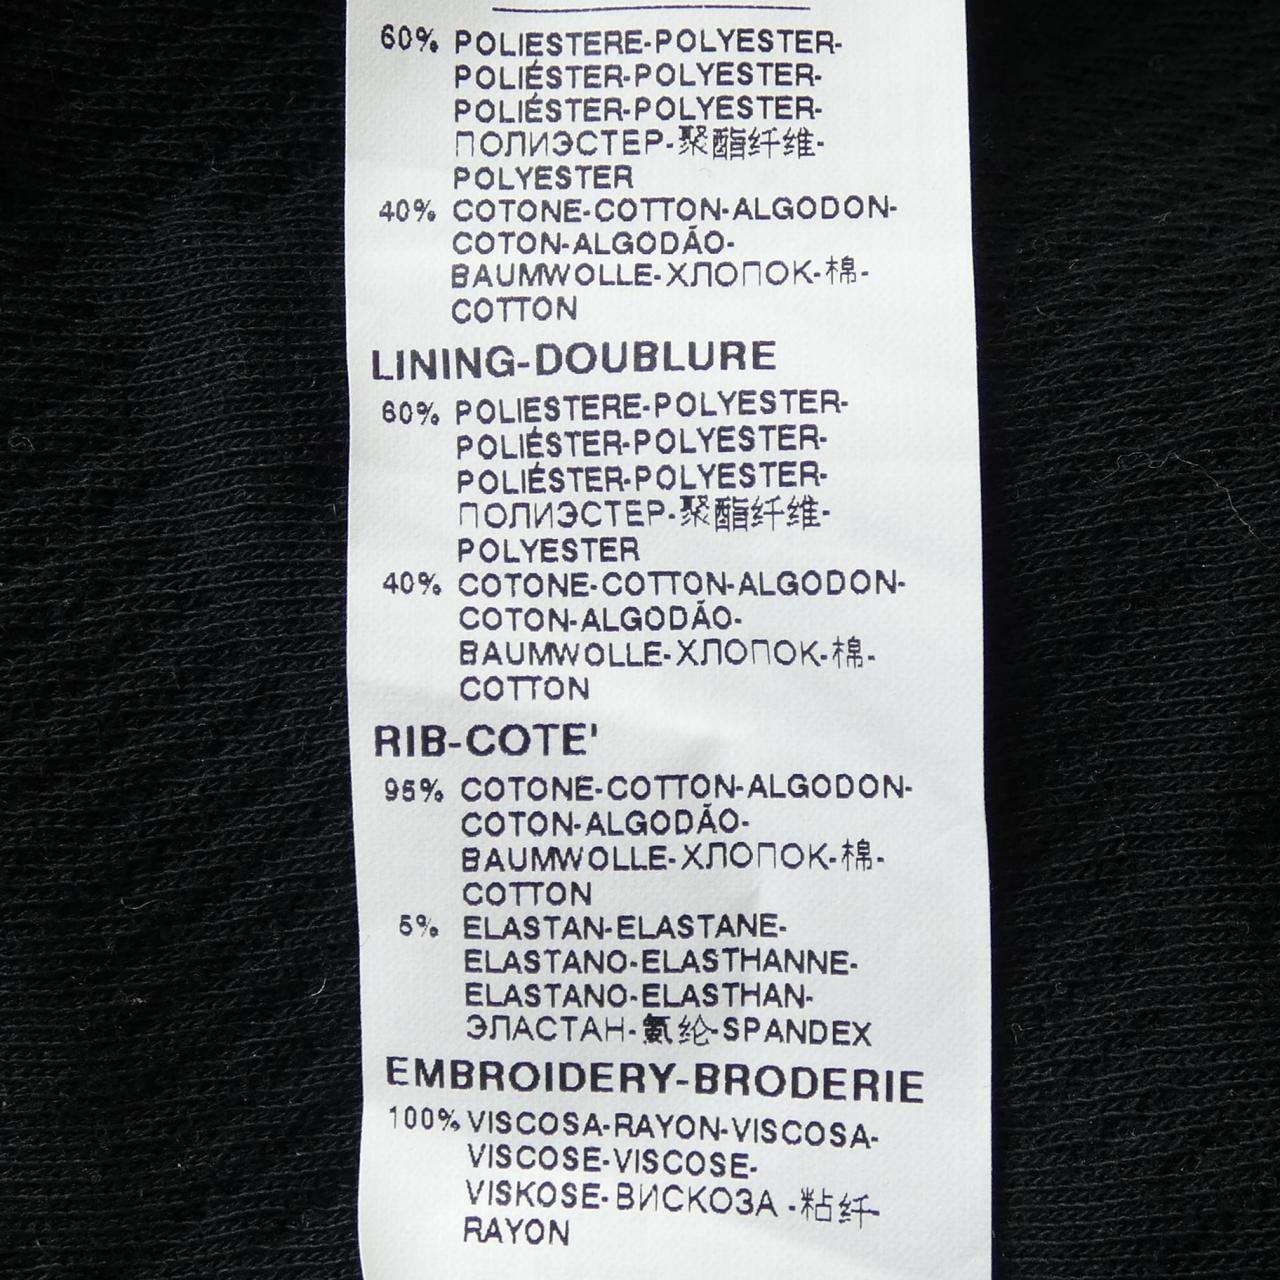 60% POLIESTERE-POLYESTER-
POLIÉSTER-POLYESTER-
POLIÉSTER-POLYESTER-
ПОЛИЭСТЕР-聚酯纤维-
POLYESTER
40% COTONE-COTTON-ALGODON-
COTON-ALGODÃO-
BAUMWOLLE-ХЛОПОК-棉-
COTTON
LINING-DOUBLURE
60% POLIESTERE-POLYESTER-
POLIÉSTER-POLYESTER-
POLIÉSTER-POLYESTER-
ПОЛИЭСТЕР-聚酯纤维-
POLYESTER
40% COTONE-COTTON-ALGODON-
COTON-ALGODÃO-
BAUMWOLLE-ХЛОПОК-棉-
COTTON
RIB-COTE'
95% COTONE-COTTON-ALGODON-
COTON-ALGODÃO-
BAUMWOLLE-ХЛОПОК-棉-
COTTON
5% ELASTAN-ELASTANE-
ELASTANO-ELASTHANNE-
ELASTANO-ELASTHAN-
ЭЛАСТАН-氨纶-SPANDEX
EMBROIDERY-BRODERIE
100% VISCOSA-RAYON-VISCOSA-
VISCOSE-VISCOSE-
VISKOSE-ВИСКОЗА -粘纤-
RAYON